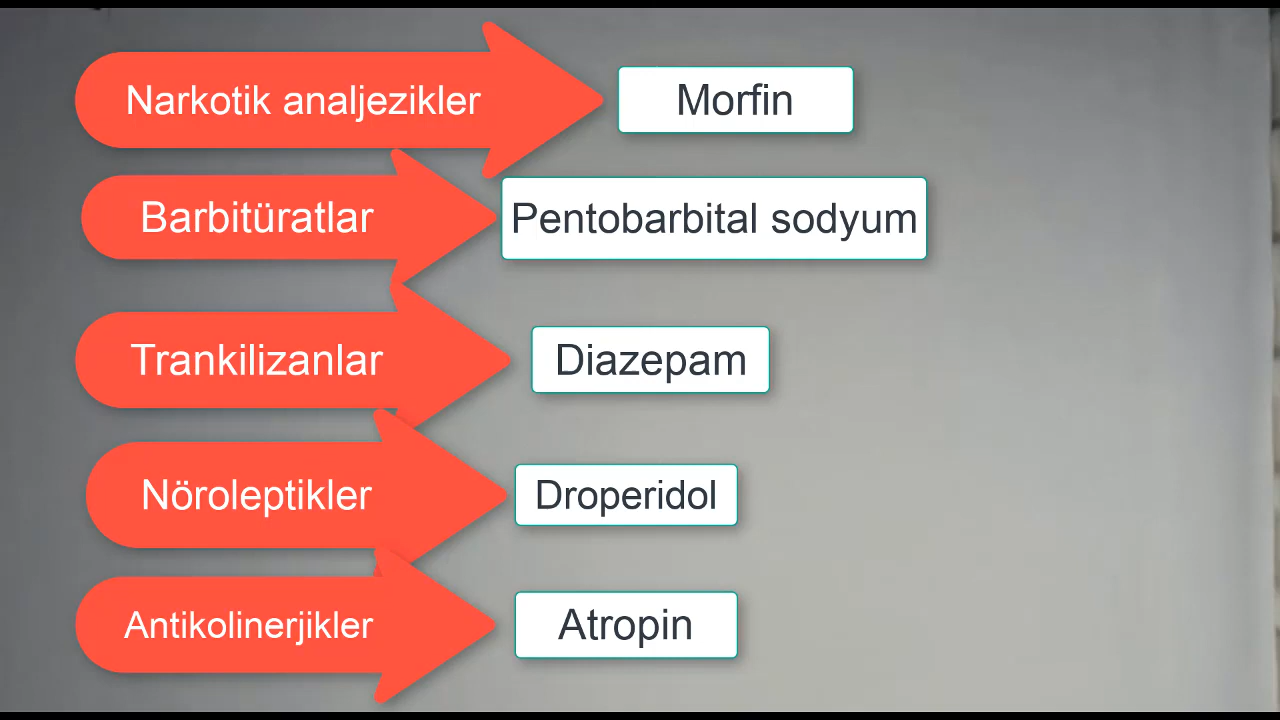 Narkotik analjezikler
Morfin
Barbitüratlar
Pentobarbital sodyum
Trankilizanlar
Diazepam
Nöroleptikler
Droperidol
Antikolinerjikler
Atropin